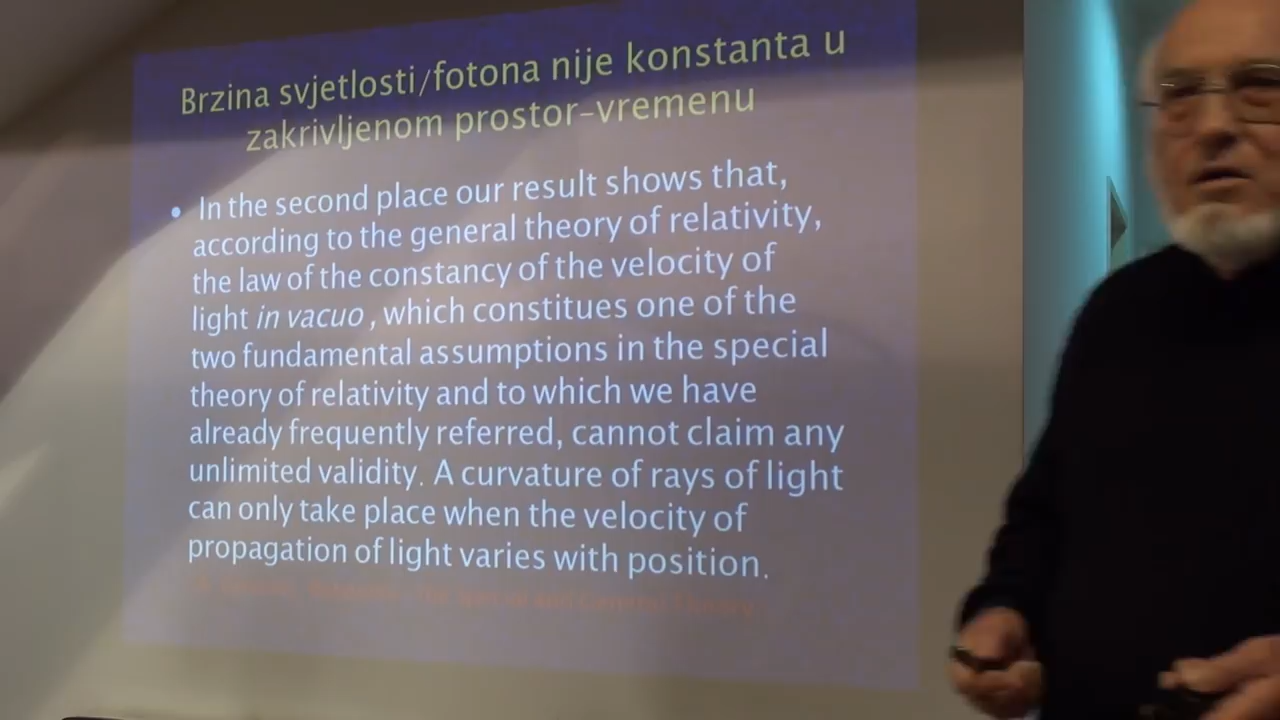 Brzina svjetlosti/fotona nije konstanta u
zakrivljenom prostor-vremenu
• In the second place our result shows that,
according to the general theory of relativity,
the law of the constancy of the velocity of
light in vacuo , which constitutes one of the
two fundamental assumptions in the special
theory of relativity and to which we have
already frequently referred, cannot claim any
unlimited validity. A curvature of rays of light
can only take place when the velocity of
propagation of light varies with position.